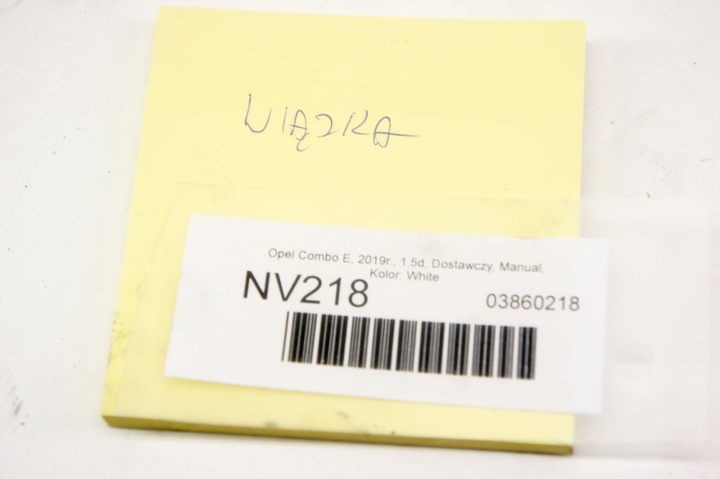 WIĄZKA
Opel Combo E, 2019r., 1.5d, Dostawczy, Manual,
Kolor: White
NV218 03860218